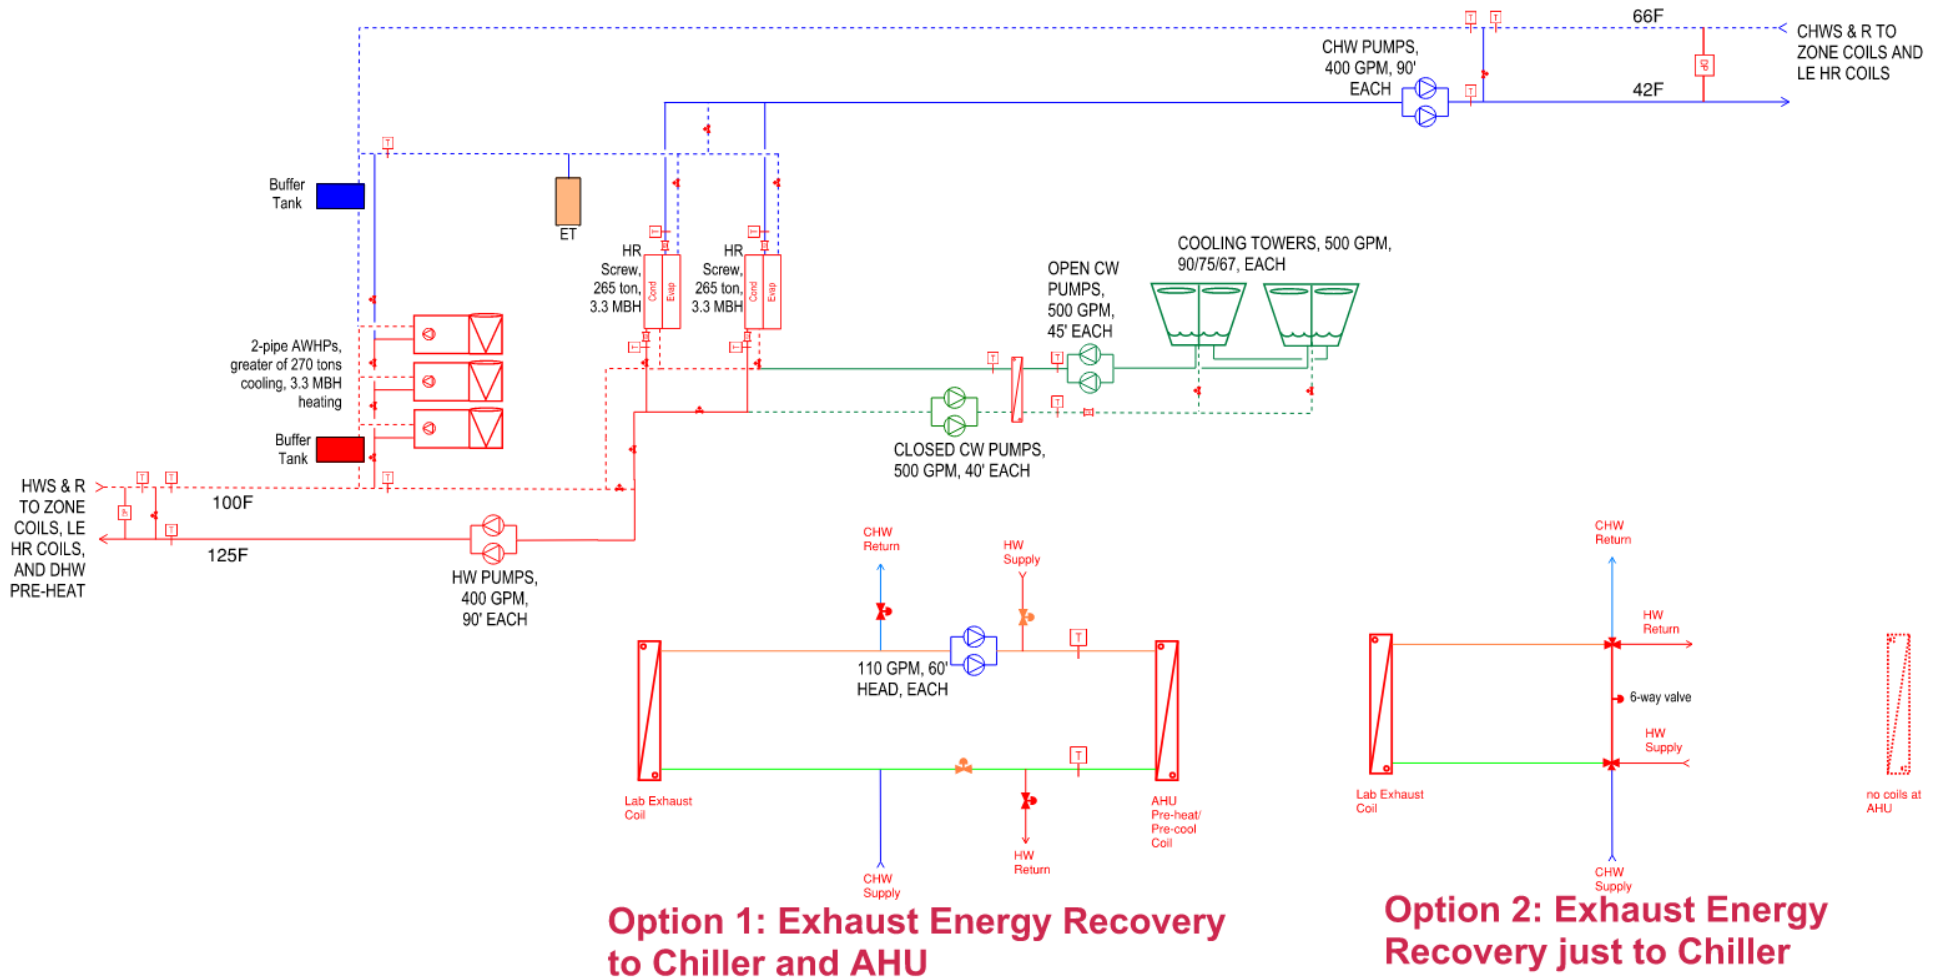 66F
CHWS & R TO
ZONE COILS AND
LE HR COILS
CHW PUMPS,
400 GPM, 90'
EACH
DP
42F
T
T
T
T
Buffer
Tank
ET
HR
Screw,
265 ton,
3.3 MBH
Cond
Evap
T
T
HR
Screw,
265 ton,
3.3 MBH
Cond
Evap
T
T
COOLING TOWERS, 500 GPM,
90/75/67, EACH
OPEN CW
PUMPS,
500 GPM,
45' EACH
T
T
T
2-pipe AWHPs,
greater of 270 tons
cooling, 3.3 MBH
heating
Buffer
Tank
CLOSED CW PUMPS,
500 GPM, 40' EACH
HWS & R
TO ZONE
COILS, LE
HR COILS,
AND DHW
PRE-HEAT
T
T
T
T
100F
125F
HW PUMPS,
400 GPM,
90' EACH
CHW
Return
HW
Supply
T
110 GPM, 60'
HEAD, EACH
T
Lab Exhaust
Coil
AHU
Pre-heat/
Pre-cool
Coil
HW
Return
CHW
Supply
Option 1: Exhaust Energy Recovery
to Chiller and AHU
CHW
Return
HW
Return
6-way valve
HW
Supply
Lab Exhaust
Coil
no coils at
AHU
CHW
Supply
Option 2: Exhaust Energy
Recovery just to Chiller